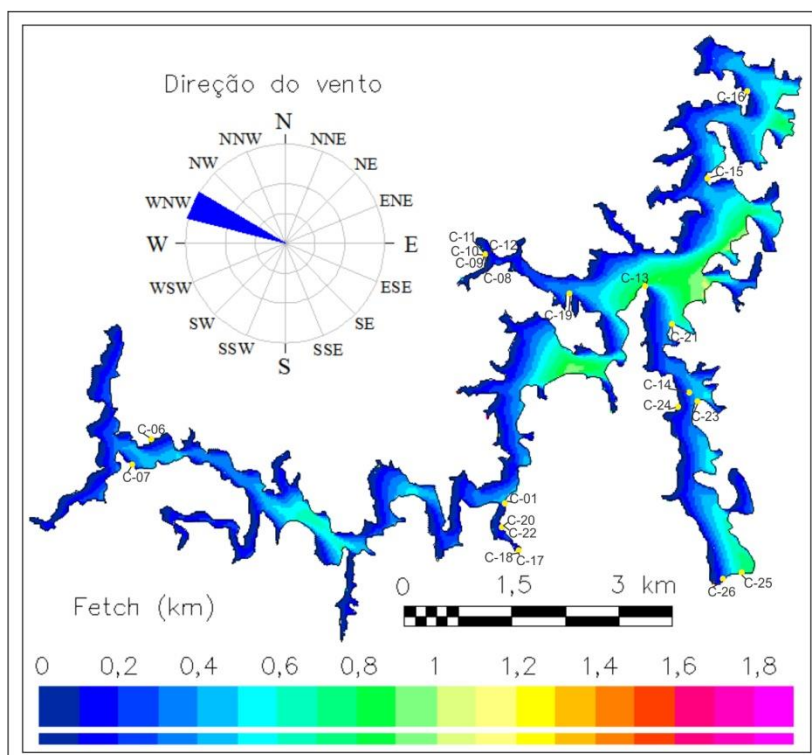 Direção do vento
N
NNW
NNE
NW
NE
WNW
ENE
W
E
WSW
ESE
SW
SE
SSW
SSE
S
C-16
C-15
C-11
C-12
C-10
C-09
C-08
C-13
C-19
C-21
C-14
C-24
C-23
C-06
C-07
C-01
C-20
C-22
C-18
C-17
C-25
C-26
0 1,5 3 km
Fetch (km)
0 0,2 0,4 0,6 0,8 1 1,2 1,4 1,6 1,8